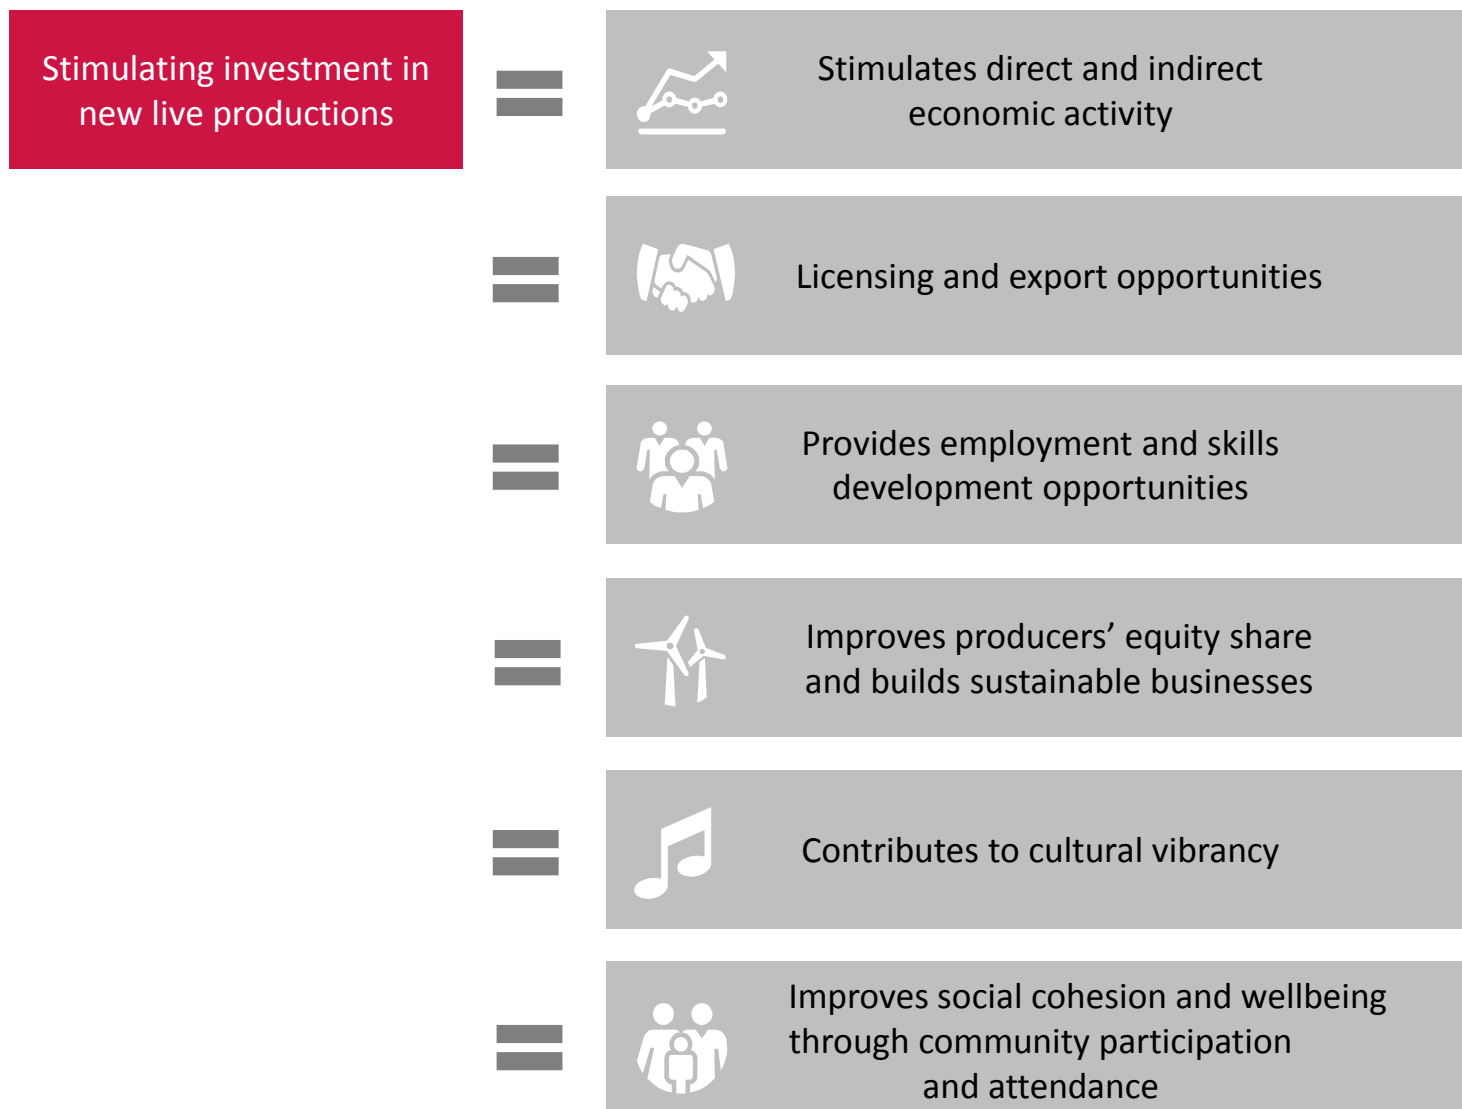 Stimulating investment in
new live productions
Stimulates direct and indirect
economic activity
Licensing and export opportunities
Provides employment and skills
development opportunities
Improves producers’ equity share
and builds sustainable businesses
Contributes to cultural vibrancy
Improves social cohesion and wellbeing
through community participation
and attendance